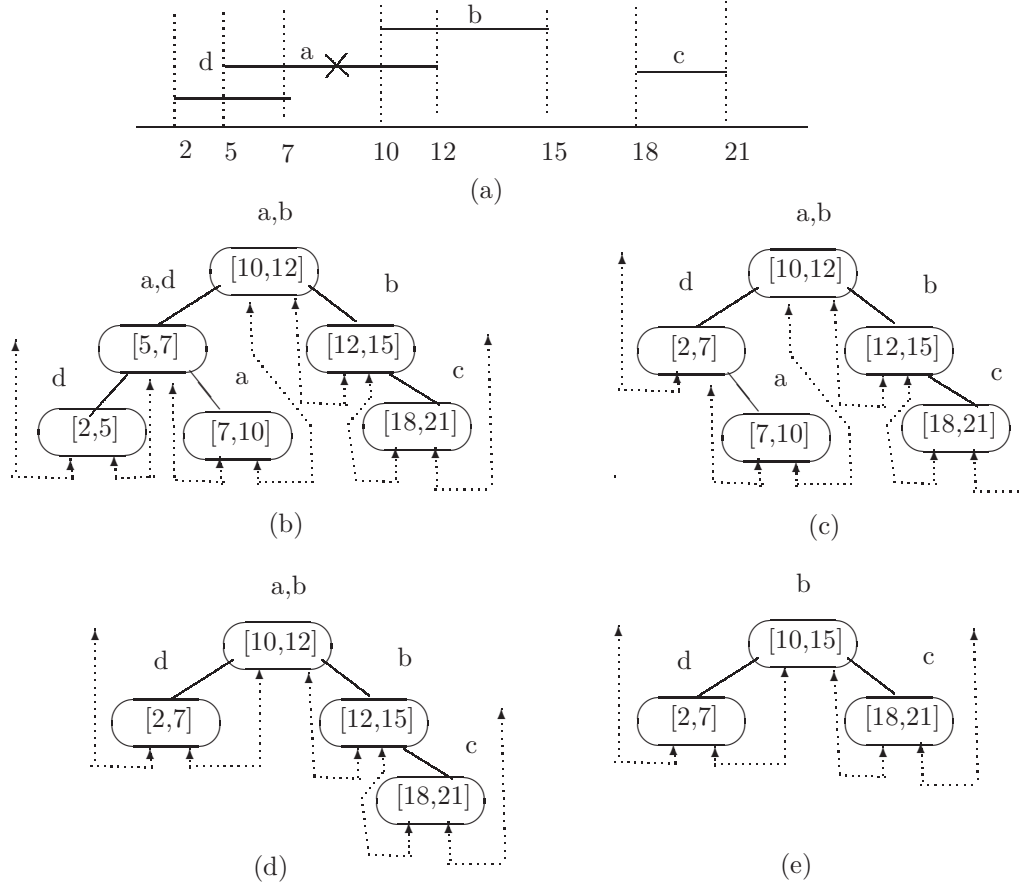 b
d a c
2 5 7 10 12 15 18 21
(a)
a,b
[10,12]
a,d b
[5,7] [12,15]
d a c
[2,5] [7,10] [18,21]
(b)
a,b
[10,12]
d b
[2,7] [12,15]
a c
[7,10] [18,21]
(c)
a,b
[10,12]
d b
[2,7] [12,15]
c
[18,21]
(d)
b
[10,15]
d c
[2,7] [18,21]
(e)